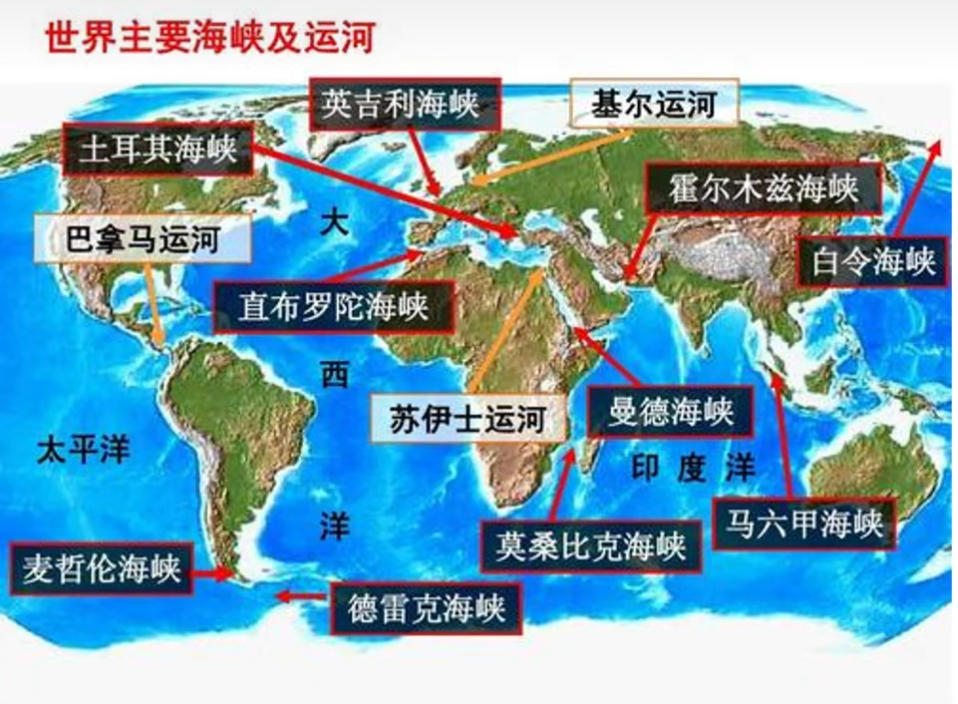 世界主要海峡及运河
英吉利海峡
基尔运河
土耳其海峡
霍尔木兹海峡
大
巴拿马运河
白令海峡
直布罗陀海峡
西
苏伊士运河
曼德海峡
太平洋
印度洋
洋
马六甲海峡
莫桑比克海峡
麦哲伦海峡
德雷克海峡